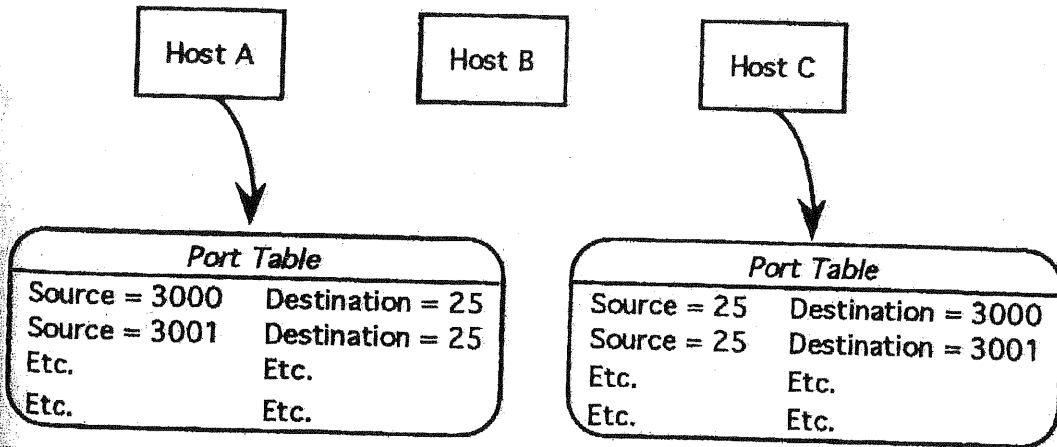 Host A
Host B
Host C
Port Table
Source = 3000 Destination = 25
Source = 3001 Destination = 25
Etc. Etc.
Etc. Etc.
Port Table
Source = 25 Destination = 3000
Source = 25 Destination = 3001
Etc. Etc.
Etc. Etc.